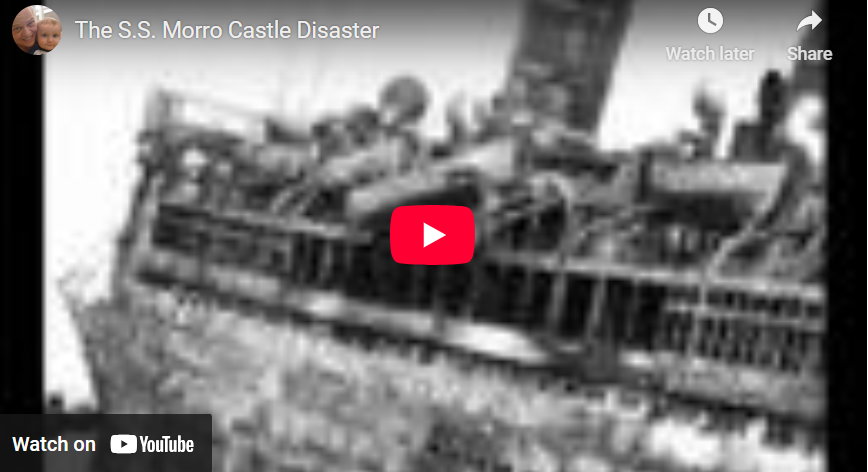 The S.S. Morro Castle Disaster
Watch later
Share
Watch on YouTube